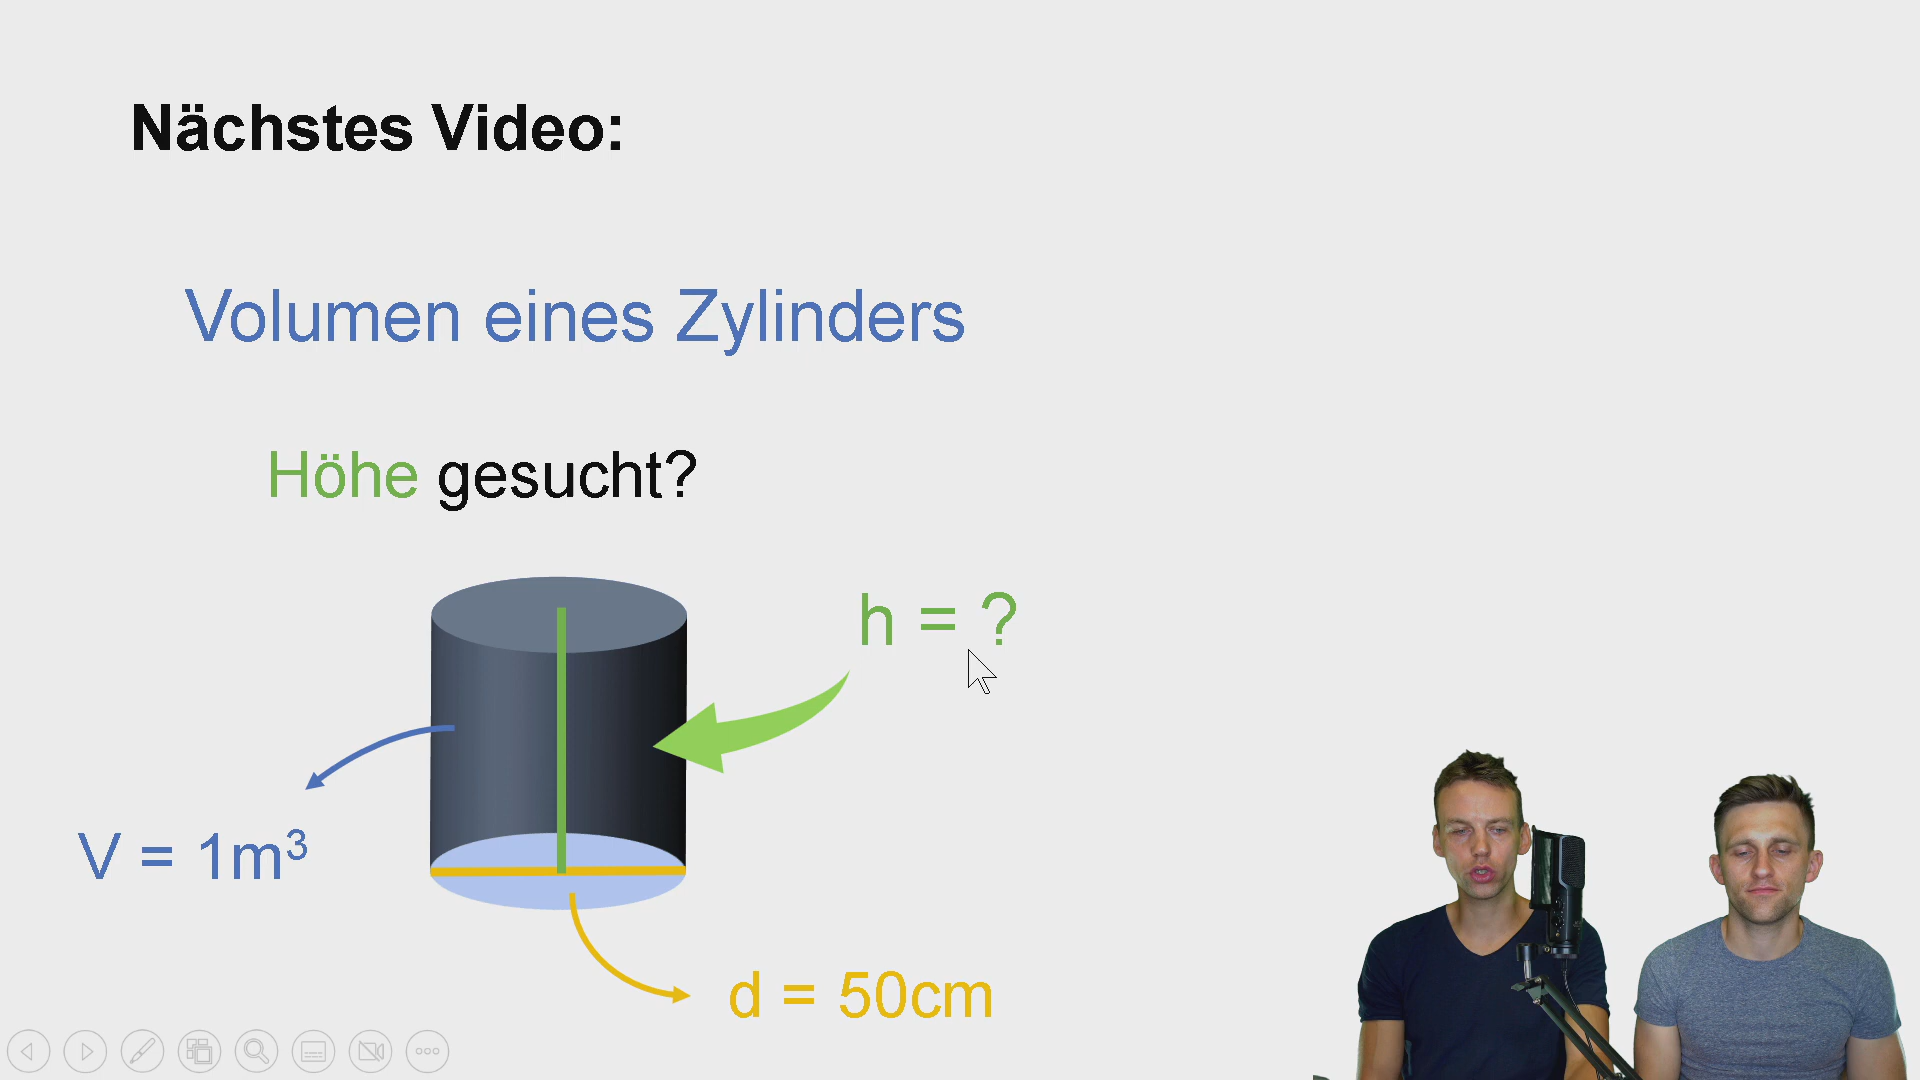 Nächstes Video:
Volumen eines Zylinders
Höhe gesucht?
h = ?
V = 1m³
d = 50cm